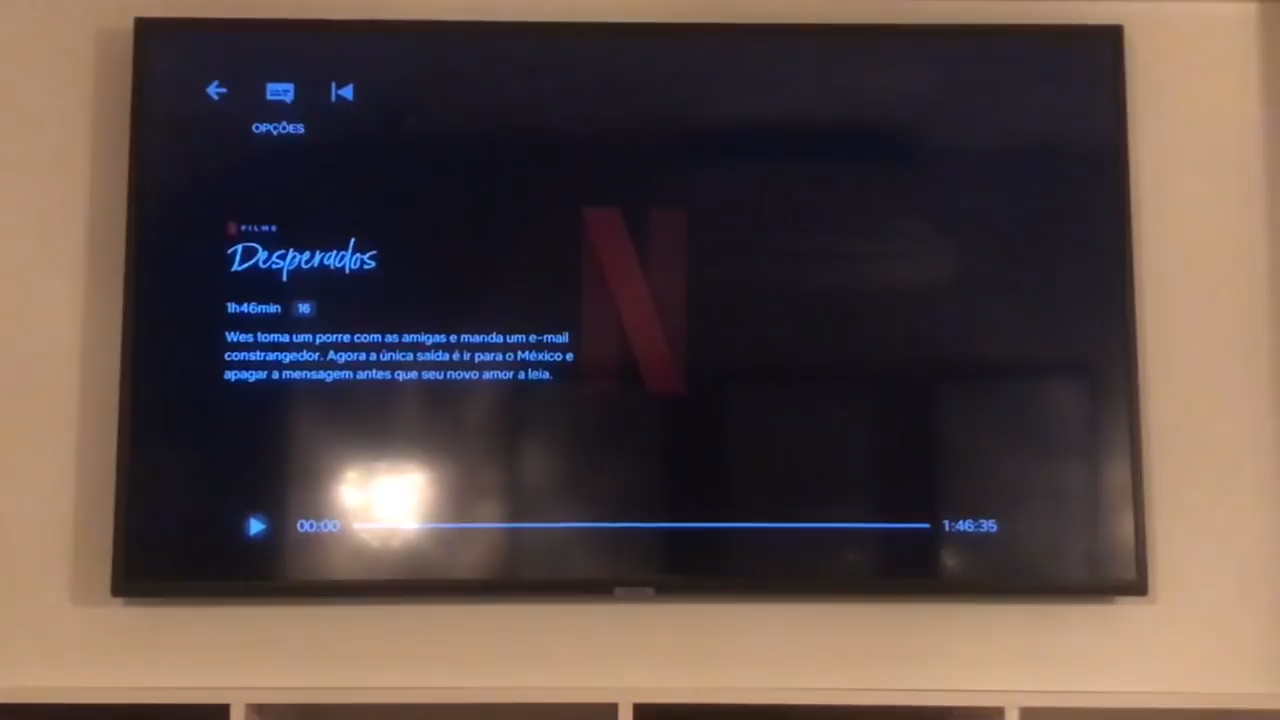 OPÇÕES
FILME
Desperados
1h46min 16
Wes toma um porre com as amigas e manda um e-mail
constrangedor. Agora a única saída é ir para o México e
apagar a mensagem antes que seu novo amor a leia.
00:00 1:46:35